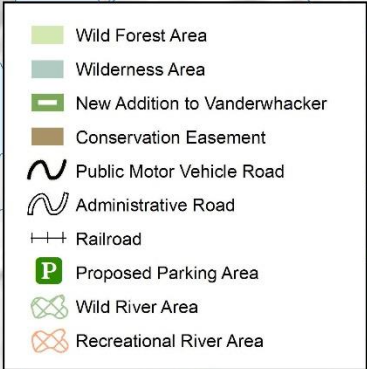 Wild Forest Area
Wilderness Area
New Addition to Vanderwhacker
Conservation Easement
Public Motor Vehicle Road
Administrative Road
Railroad
P Proposed Parking Area
Wild River Area
Recreational River Area